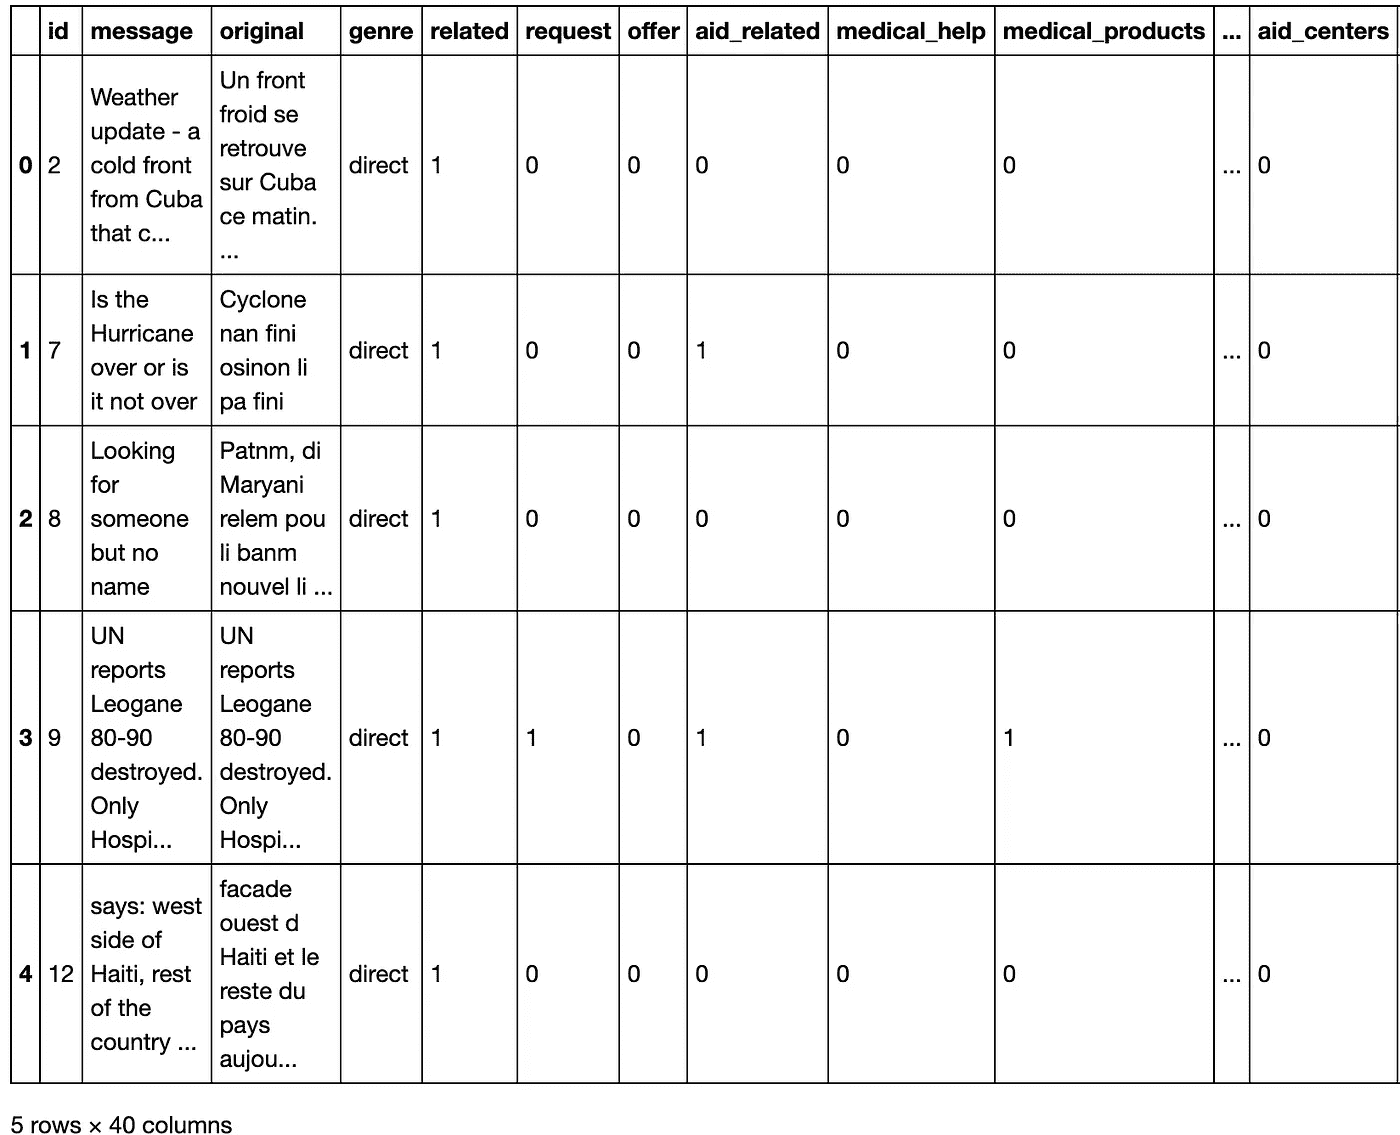 id message original genre related request offer aid_related medical_help medical_products ... aid_centers
0 2 Weather update - a cold front from Cuba that c... Un front froid se retrouve sur Cuba ce matin. ... direct 1 0 0 0 0 0 ... 0
1 7 Is the Hurricane over or is it not over Cyclone nan fini osinon li pa fini direct 1 0 0 1 0 0 ... 0
2 8 Looking for someone but no name Patnm, di Maryani relem pou li banm nouvel li ... direct 1 0 0 0 0 0 ... 0
3 9 UN reports Leogane 80-90 destroyed. Only Hospi... UN reports Leogane 80-90 destroyed. Only Hospi... direct 1 1 0 1 0 1 ... 0
4 12 says: west side of Haiti, rest of the country ... facade ouest d Haiti et le reste du pays aujou... direct 1 0 0 0 0 0 ... 0
5 rows × 40 columns